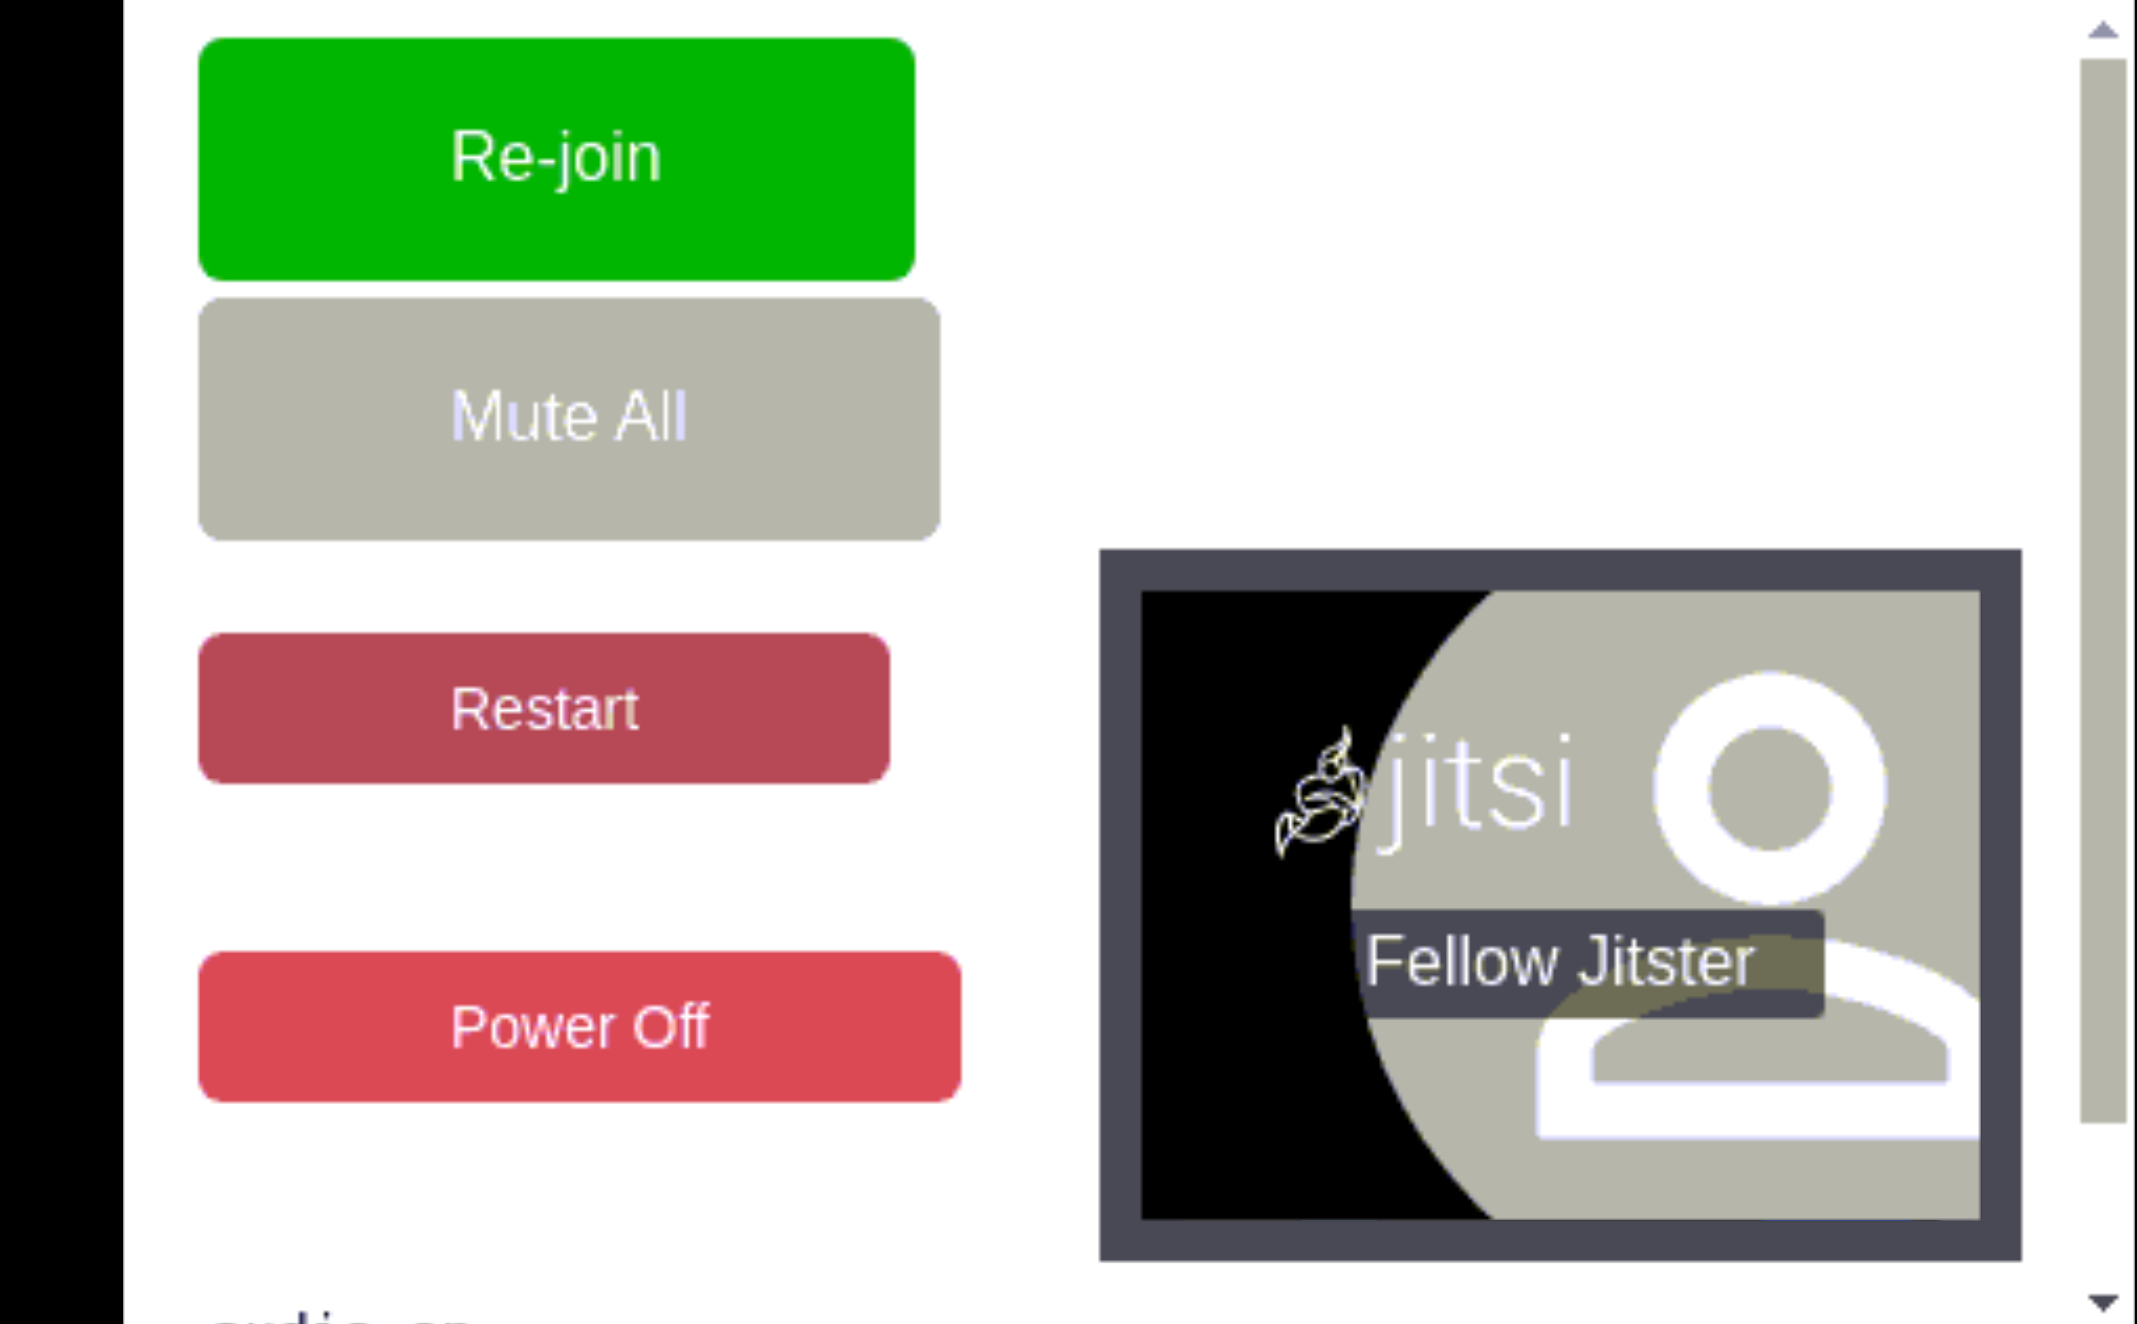 Re-join
Mute All
Restart
jitsi
Fellow Jitster
Power Off